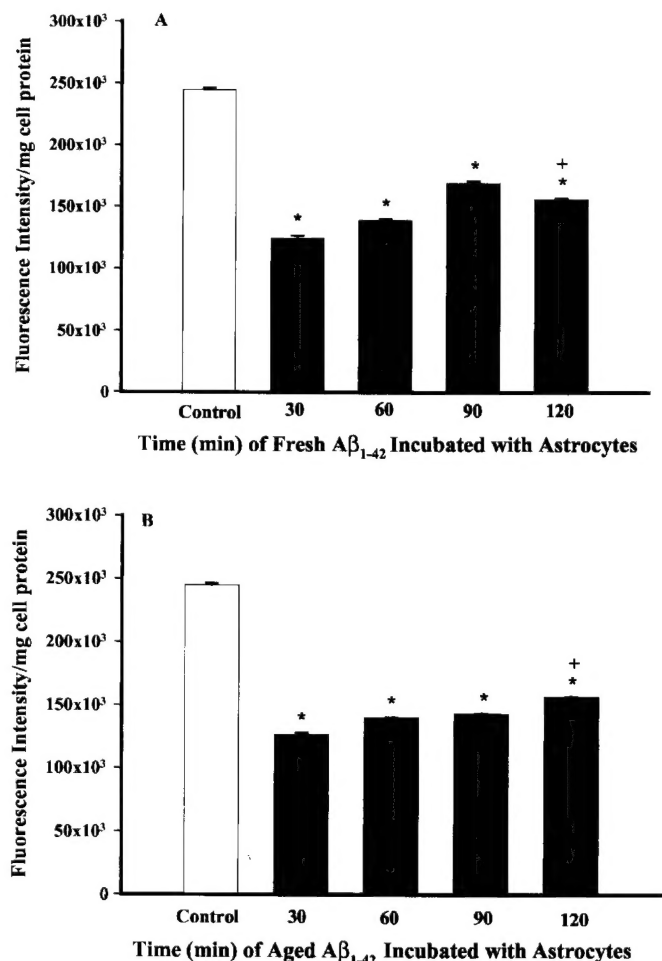 A
Fluorescence Intensity/mg cell protein
300x10³
250x10³
200x10³
150x10³
100x10³
50x10³
0
* * * + *
Control 30 60 90 120
Time (min) of Fresh Aβ₁₋₄₂ Incubated with Astrocytes
B
Fluorescence Intensity/mg cell protein
300x10³
250x10³
200x10³
150x10³
100x10³
50x10³
0
* * * + *
Control 30 60 90 120
Time (min) of Aged Aβ₁₋₄₂ Incubated with Astrocytes